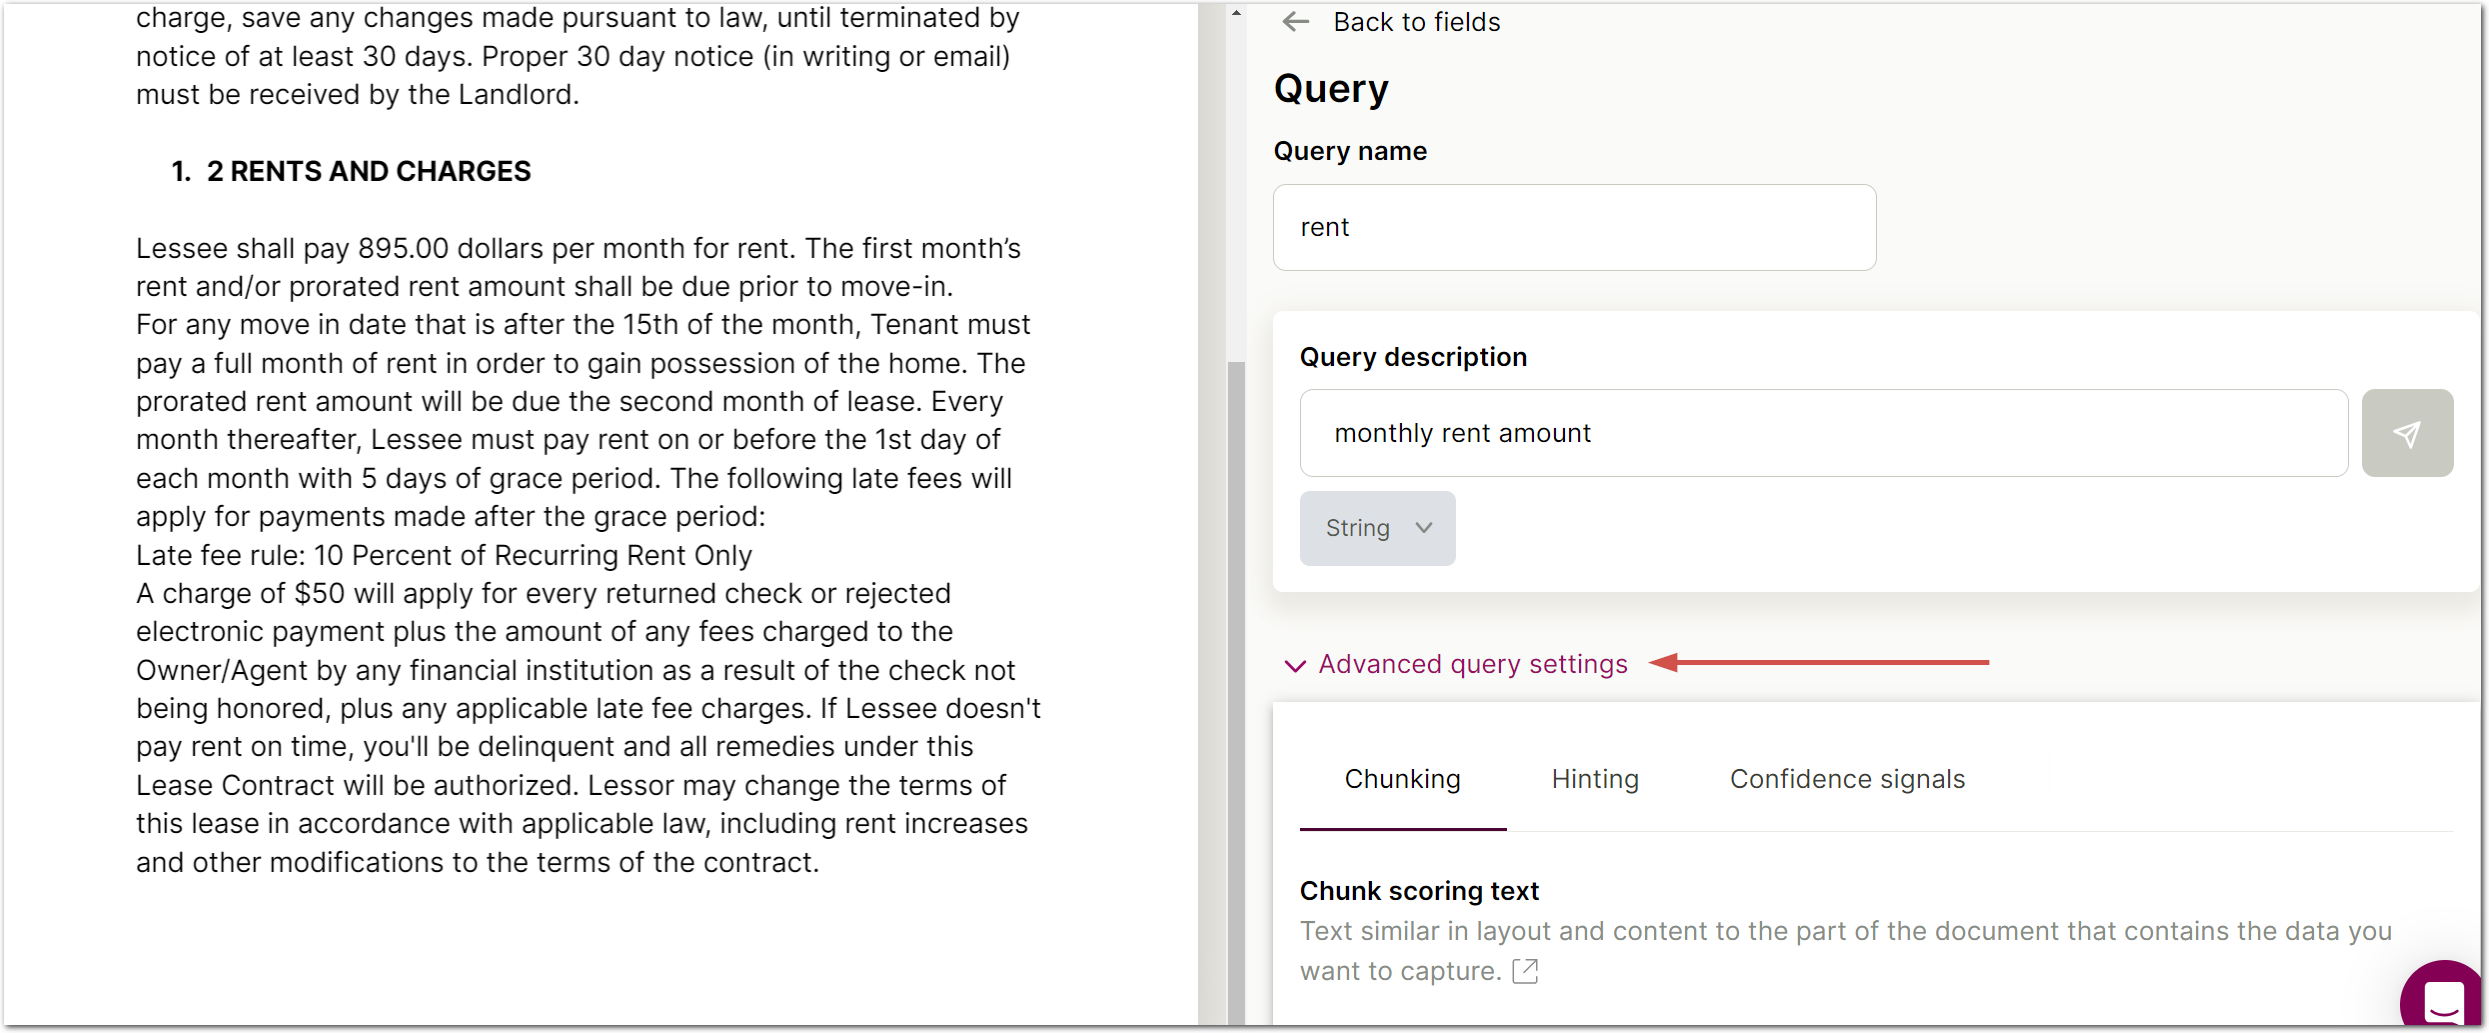 charge, save any changes made pursuant to law, until terminated by
notice of at least 30 days. Proper 30 day notice (in writing or email)
must be received by the Landlord.
1. 2 RENTS AND CHARGES
Lessee shall pay 895.00 dollars per month for rent. The first month’s
rent and/or prorated rent amount shall be due prior to move-in.
For any move in date that is after the 15th of the month, Tenant must
pay a full month of rent in order to gain possession of the home. The
prorated rent amount will be due the second month of lease. Every
month thereafter, Lessee must pay rent on or before the 1st day of
each month with 5 days of grace period. The following late fees will
apply for payments made after the grace period:
Late fee rule: 10 Percent of Recurring Rent Only
A charge of $50 will apply for every returned check or rejected
electronic payment plus the amount of any fees charged to the
Owner/Agent by any financial institution as a result of the check not
being honored, plus any applicable late fee charges. If Lessee doesn't
pay rent on time, you'll be delinquent and all remedies under this
Lease Contract will be authorized. Lessor may change the terms of
this lease in accordance with applicable law, including rent increases
and other modifications to the terms of the contract.
Back to fields
Query
Query name
rent
Query description
monthly rent amount
String
Advanced query settings
Chunking Hinting Confidence signals
Chunk scoring text
Text similar in layout and content to the part of the document that contains the data you
want to capture.